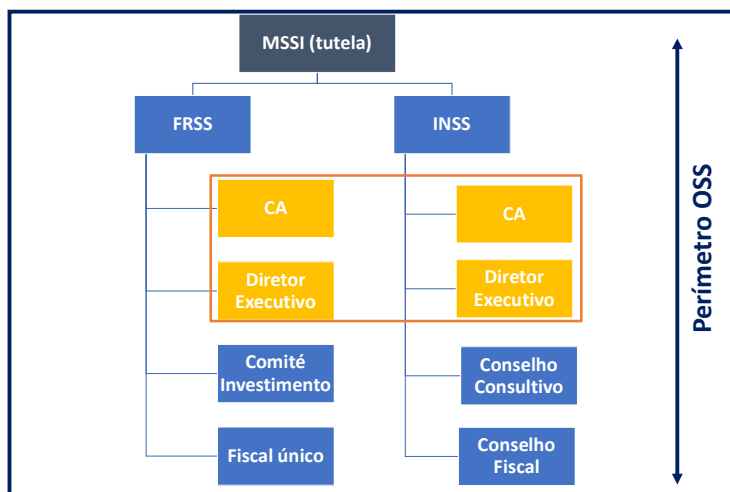 MSSI (tutela)
FRSS
INSS
CA
CA
Diretor
Executivo
Diretor
Executivo
Comité
Investimento
Conselho
Consultivo
Fiscal único
Conselho
Fiscal
Perímetro OSS